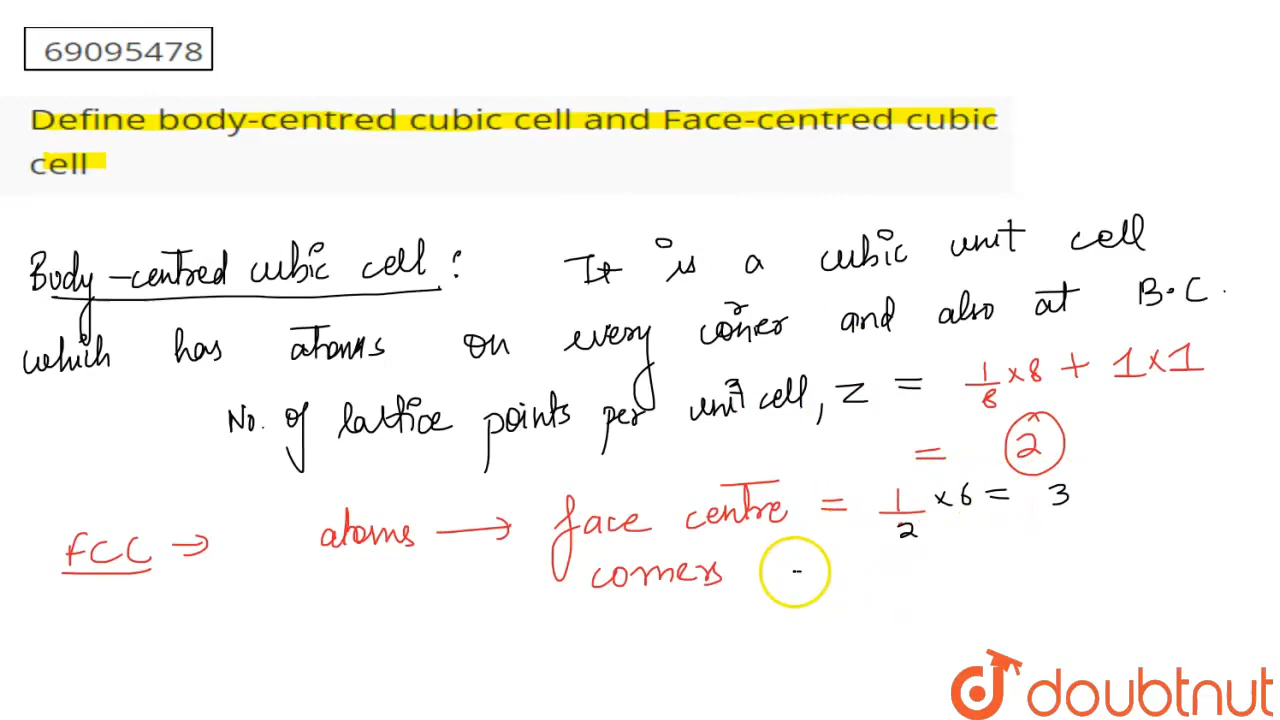 69095478
Define body-centred cubic cell and Face-centred cubic
cell
Body-centred cubic cell : It is a cubic unit cell
which has atoms on every corner and also at B.C.
No. of lattice points per unit cell, Z = 1/8 × 8 + 1 × 1
= 2
fCC → atoms → face centre = 1/2 × 6 = 3
corners -
doubtnut